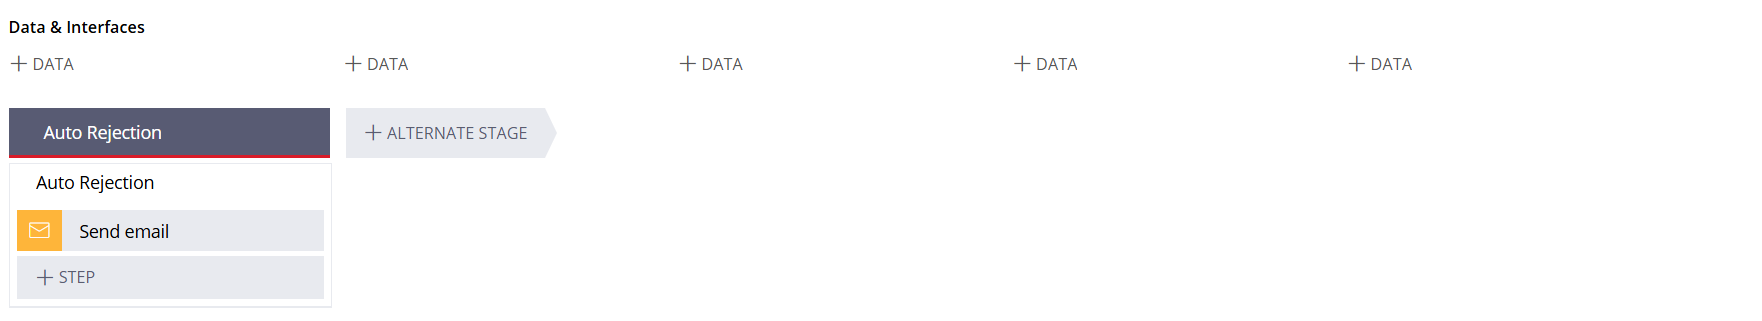 Data & Interfaces
+ DATA + DATA + DATA + DATA + DATA
Auto Rejection + ALTERNATE STAGE
Auto Rejection
Send email
+ STEP